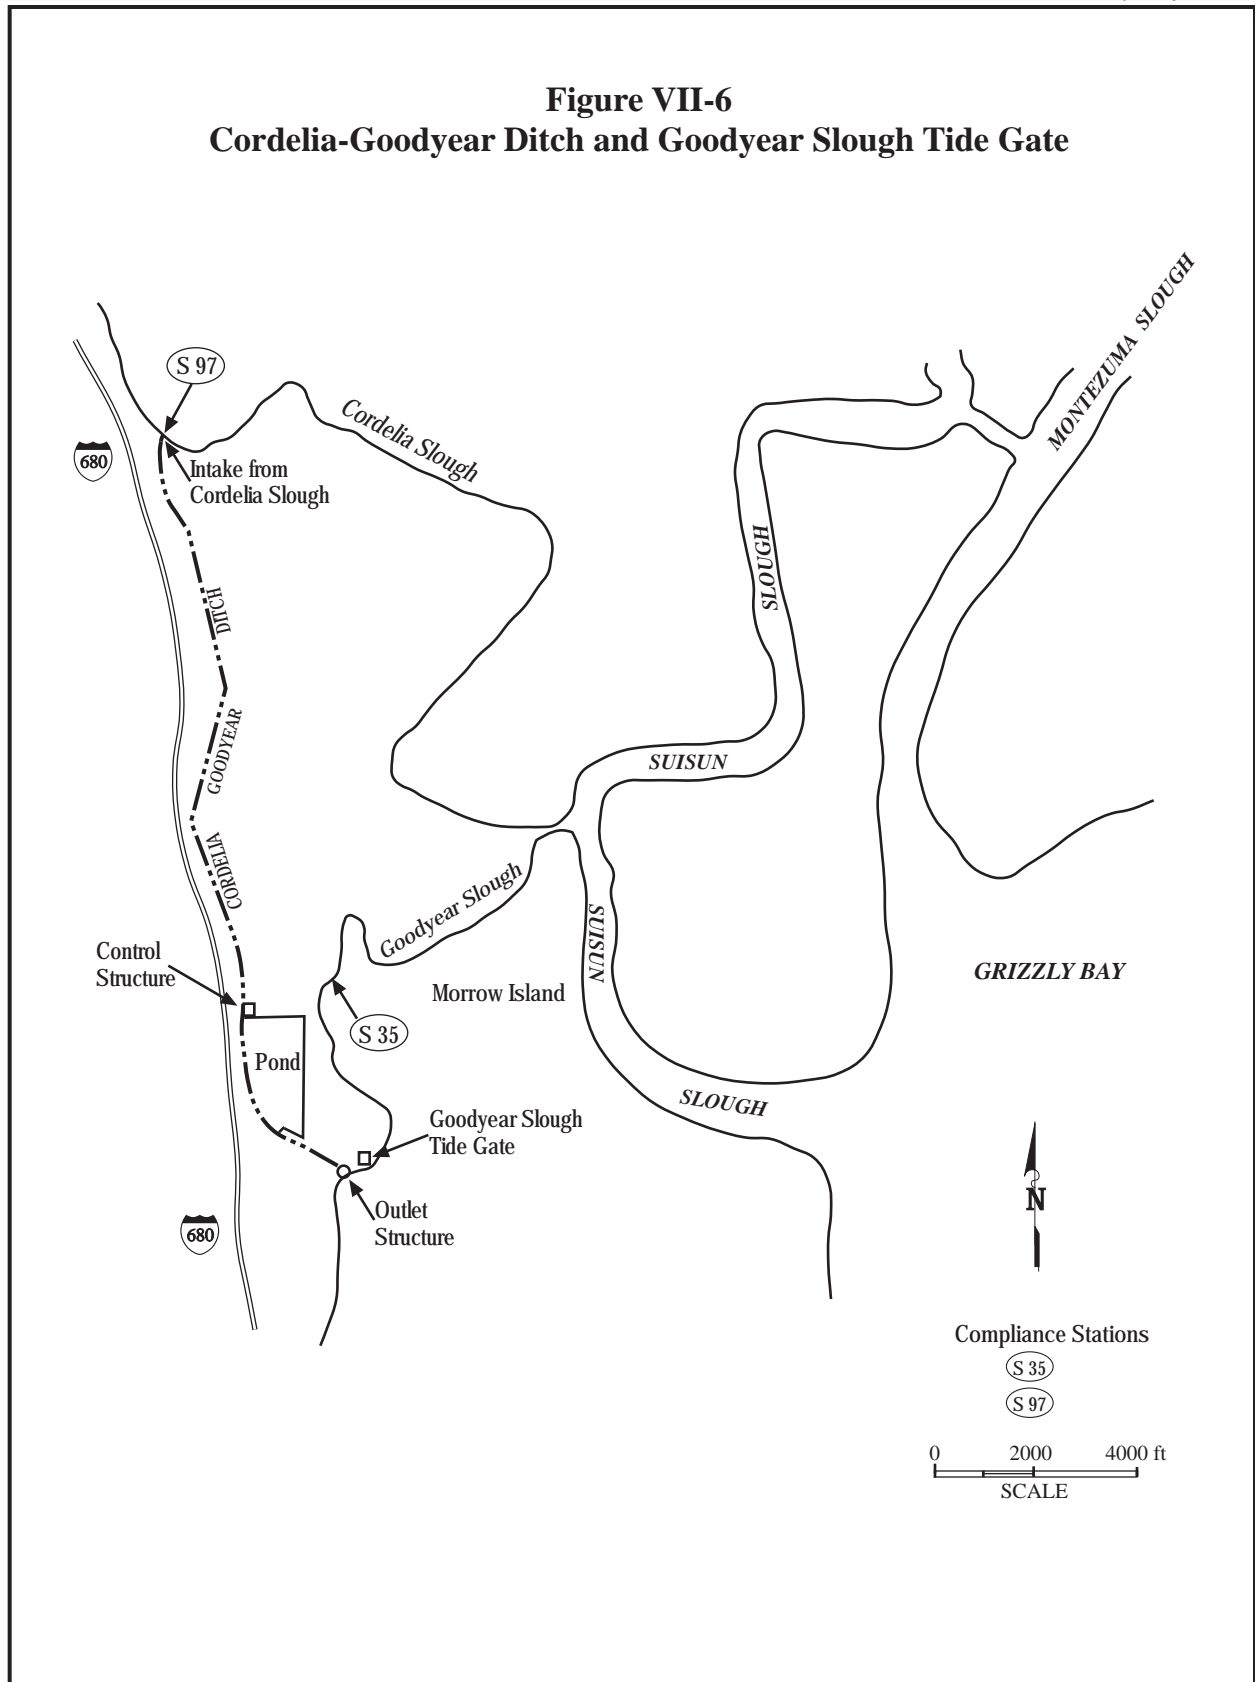 Figure VII-6
Cordelia-Goodyear Ditch and Goodyear Slough Tide Gate
MONTEZUMA SLOUGH
S 97
Cordelia Slough
680
Intake from
Cordelia Slough
SLOUGH
DITCH
GOODYEAR
SUISUN
CORDELIA
Goodyear Slough
SUISUN
Control
Structure
GRIZZLY BAY
Morrow Island
S 35
Pond
SLOUGH
Goodyear Slough
Tide Gate
N
Outlet
Structure
680
Compliance Stations
S 35
S 97
0 2000 4000 ft
SCALE